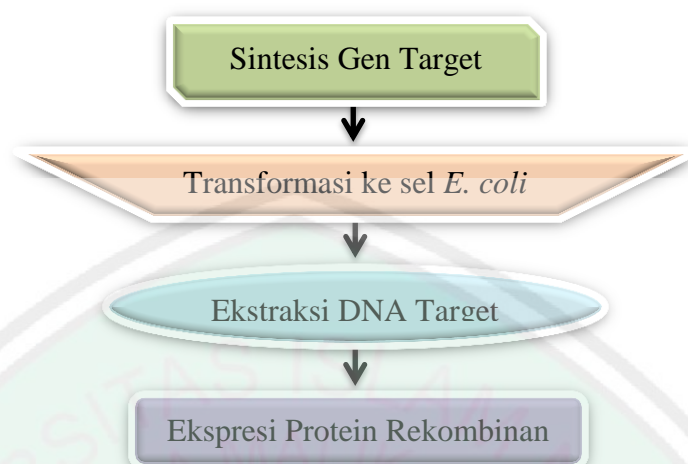 Sintesis Gen Target
Transformasi ke sel E. coli
Ekstraksi DNA Target
Ekspresi Protein Rekombinan